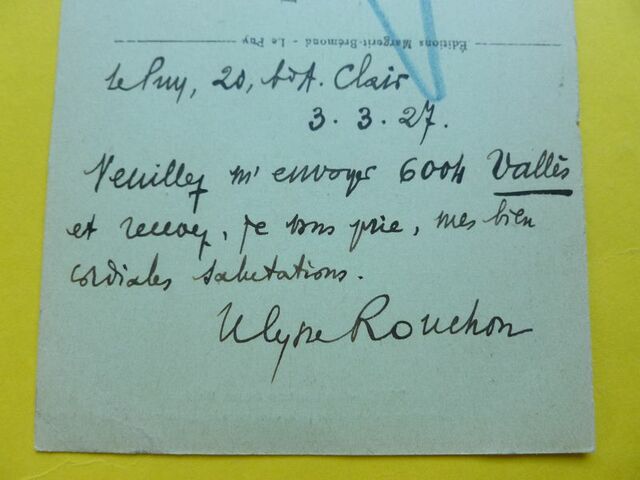 Éditions Margerit-Brémond - Le Puy
Le Puy, 20, Bd A. Clair
3.3.27.
Veuillez m'envoyer 6004 Vallès
et recevez, je vous prie, mes bien
cordiales salutations.
Ulysse Rouchon